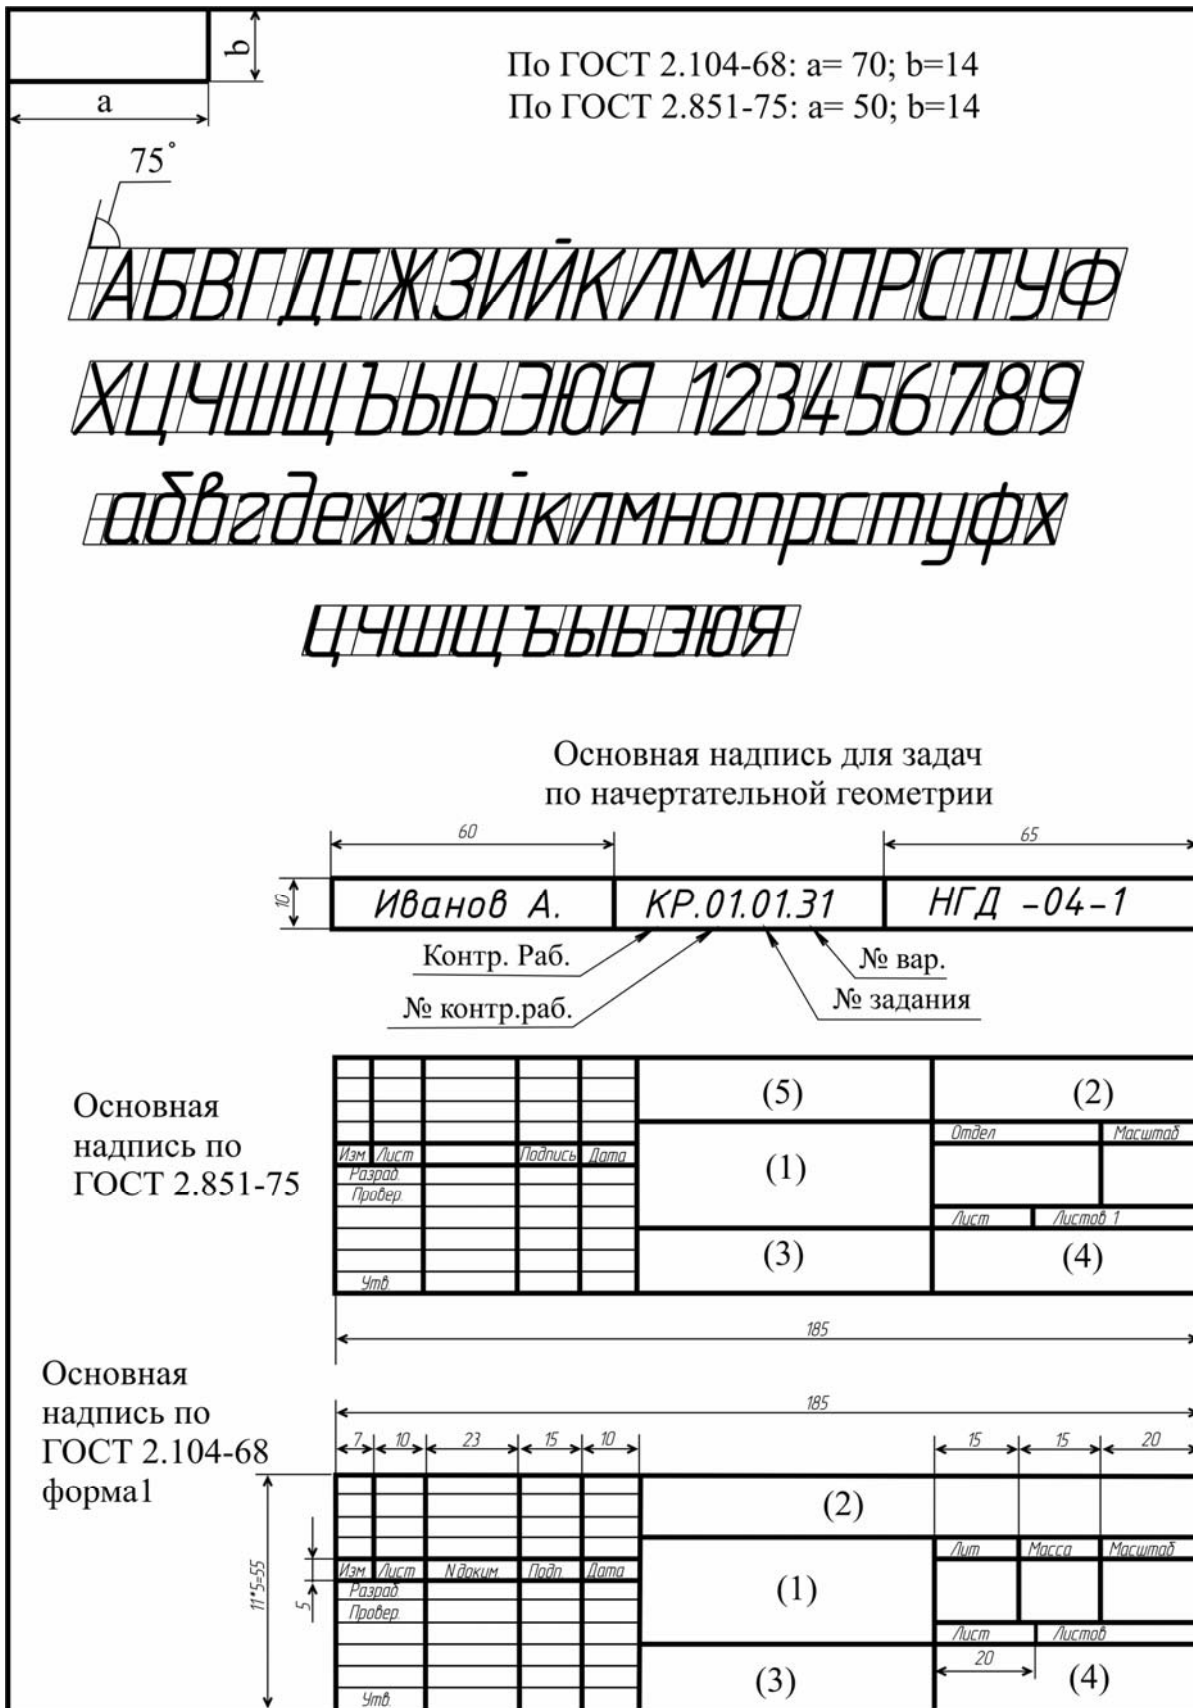 b
a
По ГОСТ 2.104-68: a= 70; b=14
По ГОСТ 2.851-75: a= 50; b=14
75°
АБВГДЕЖЗИЙКЛМНОПРСТУФ
ХЦЧШЩЪЫЬЭЮЯ 123456789
абвгдежзийклмнопрстуфх
цчшщъыьэюя
Основная надпись для задач
по начертательной геометрии
60 65
10
Иванов А. КР.01.01.31 НГД -04-1
Контр. Раб. № вар.
№ контр.раб. № задания
Основная
надпись по
ГОСТ 2.851-75
(5) (2)
Отдел Масштаб
Изм Лист Подпись Дата
(1)
Разраб.
Провер.
Лист Листов 1
(3) (4)
Утв.
185
Основная
надпись по
ГОСТ 2.104-68
форма1
185
7 10 23 15 10 15 15 20
(2)
11*5=55
5
Лит Масса Масштаб
Изм Лист N доким Подп Дата
(1)
Разраб.
Провер.
Лист Листов
20
(3) (4)
Утв.